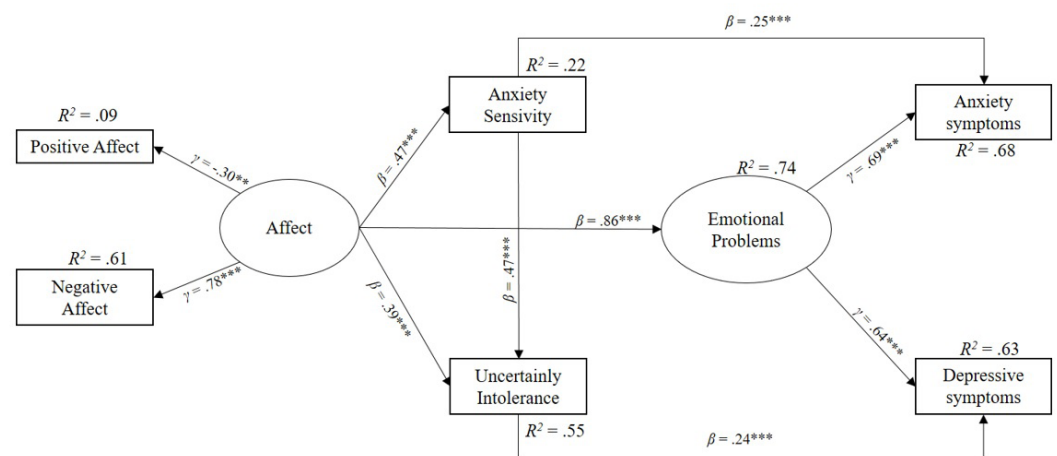 β = .25***
R² = .22
Anxiety
Sensivity
R² = .09
Positive Affect
γ = -.30**
β = .47***
Affect
R² = .61
Negative
Affect
γ = .78***
β = .39***
β = .47***
β = .86***
R² = .74
Emotional
Problems
γ = .69***
Anxiety
symptoms
R² = .68
γ = .64***
R² = .63
Depressive
symptoms
Uncertainly
Intolerance
R² = .55
β = .24***